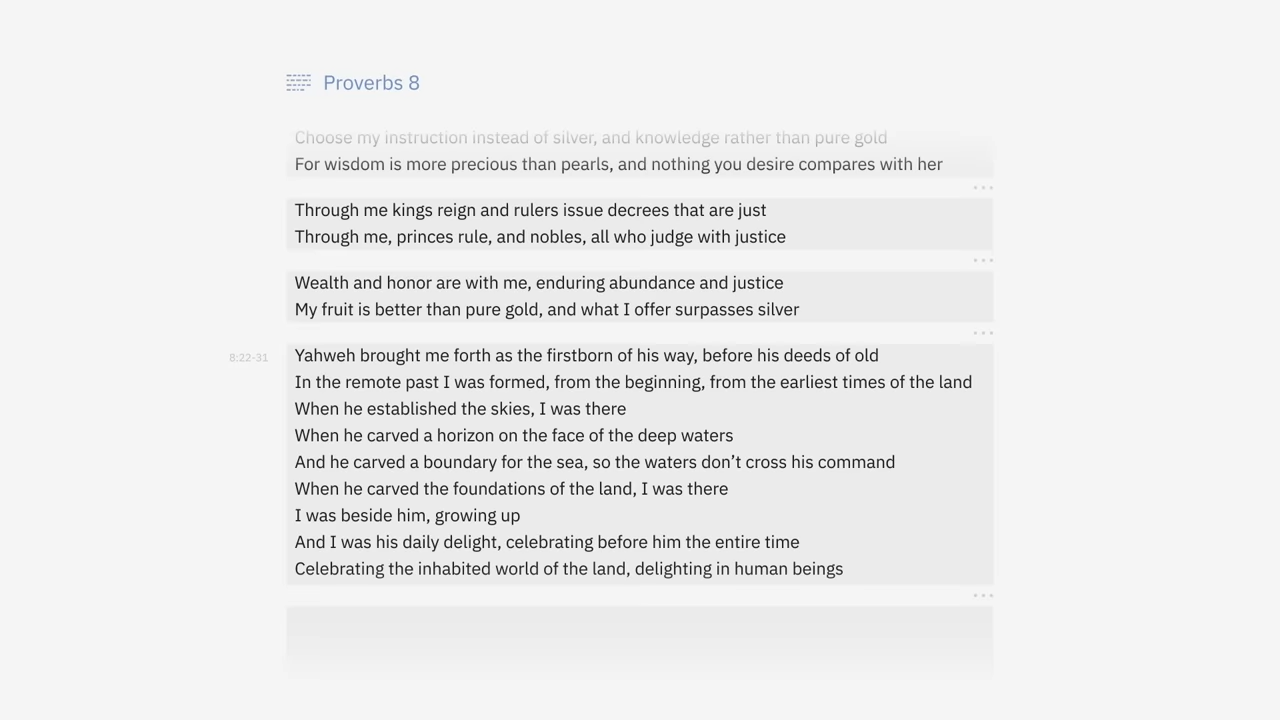 Proverbs 8
Choose my instruction instead of silver, and knowledge rather than pure gold
For wisdom is more precious than pearls, and nothing you desire compares with her
...
Through me kings reign and rulers issue decrees that are just
Through me, princes rule, and nobles, all who judge with justice
...
Wealth and honor are with me, enduring abundance and justice
My fruit is better than pure gold, and what I offer surpasses silver
...
8:22-31
Yahweh brought me forth as the firstborn of his way, before his deeds of old
In the remote past I was formed, from the beginning, from the earliest times of the land
When he established the skies, I was there
When he carved a horizon on the face of the deep waters
And he carved a boundary for the sea, so the waters don’t cross his command
When he carved the foundations of the land, I was there
I was beside him, growing up
And I was his daily delight, celebrating before him the entire time
Celebrating the inhabited world of the land, delighting in human beings
...